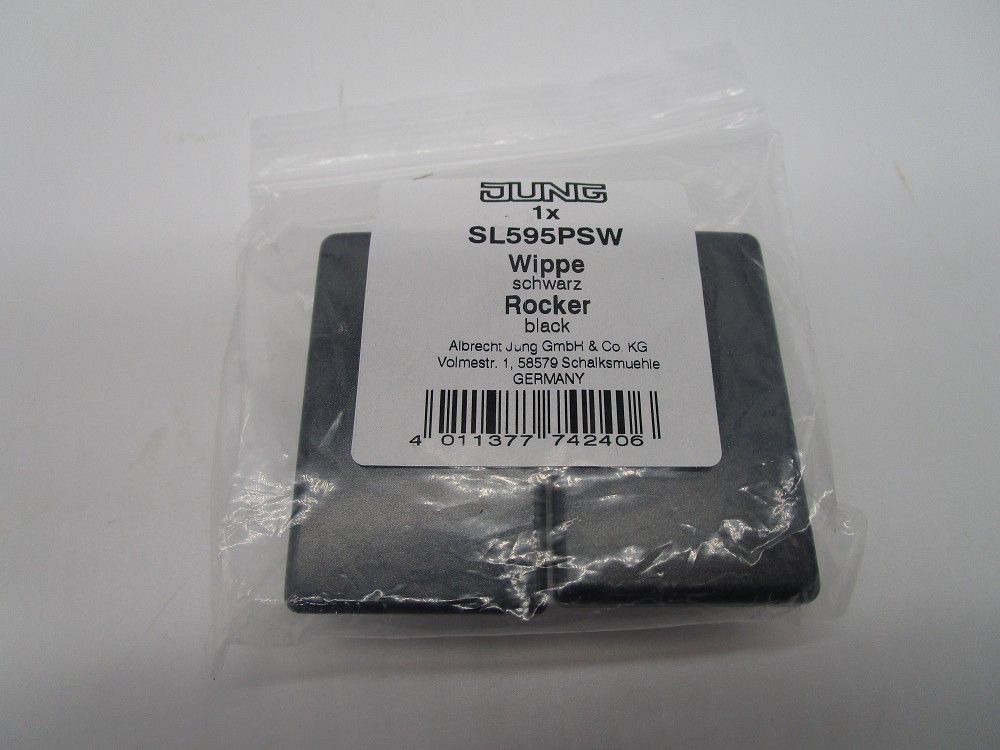 JUNG
1x
SL595PSW
Wippe
schwarz
Rocker
black
Albrecht Jung GmbH & Co. KG
Volmestr. 1, 58579 Schalksmuehle
GERMANY
4 011377 742406